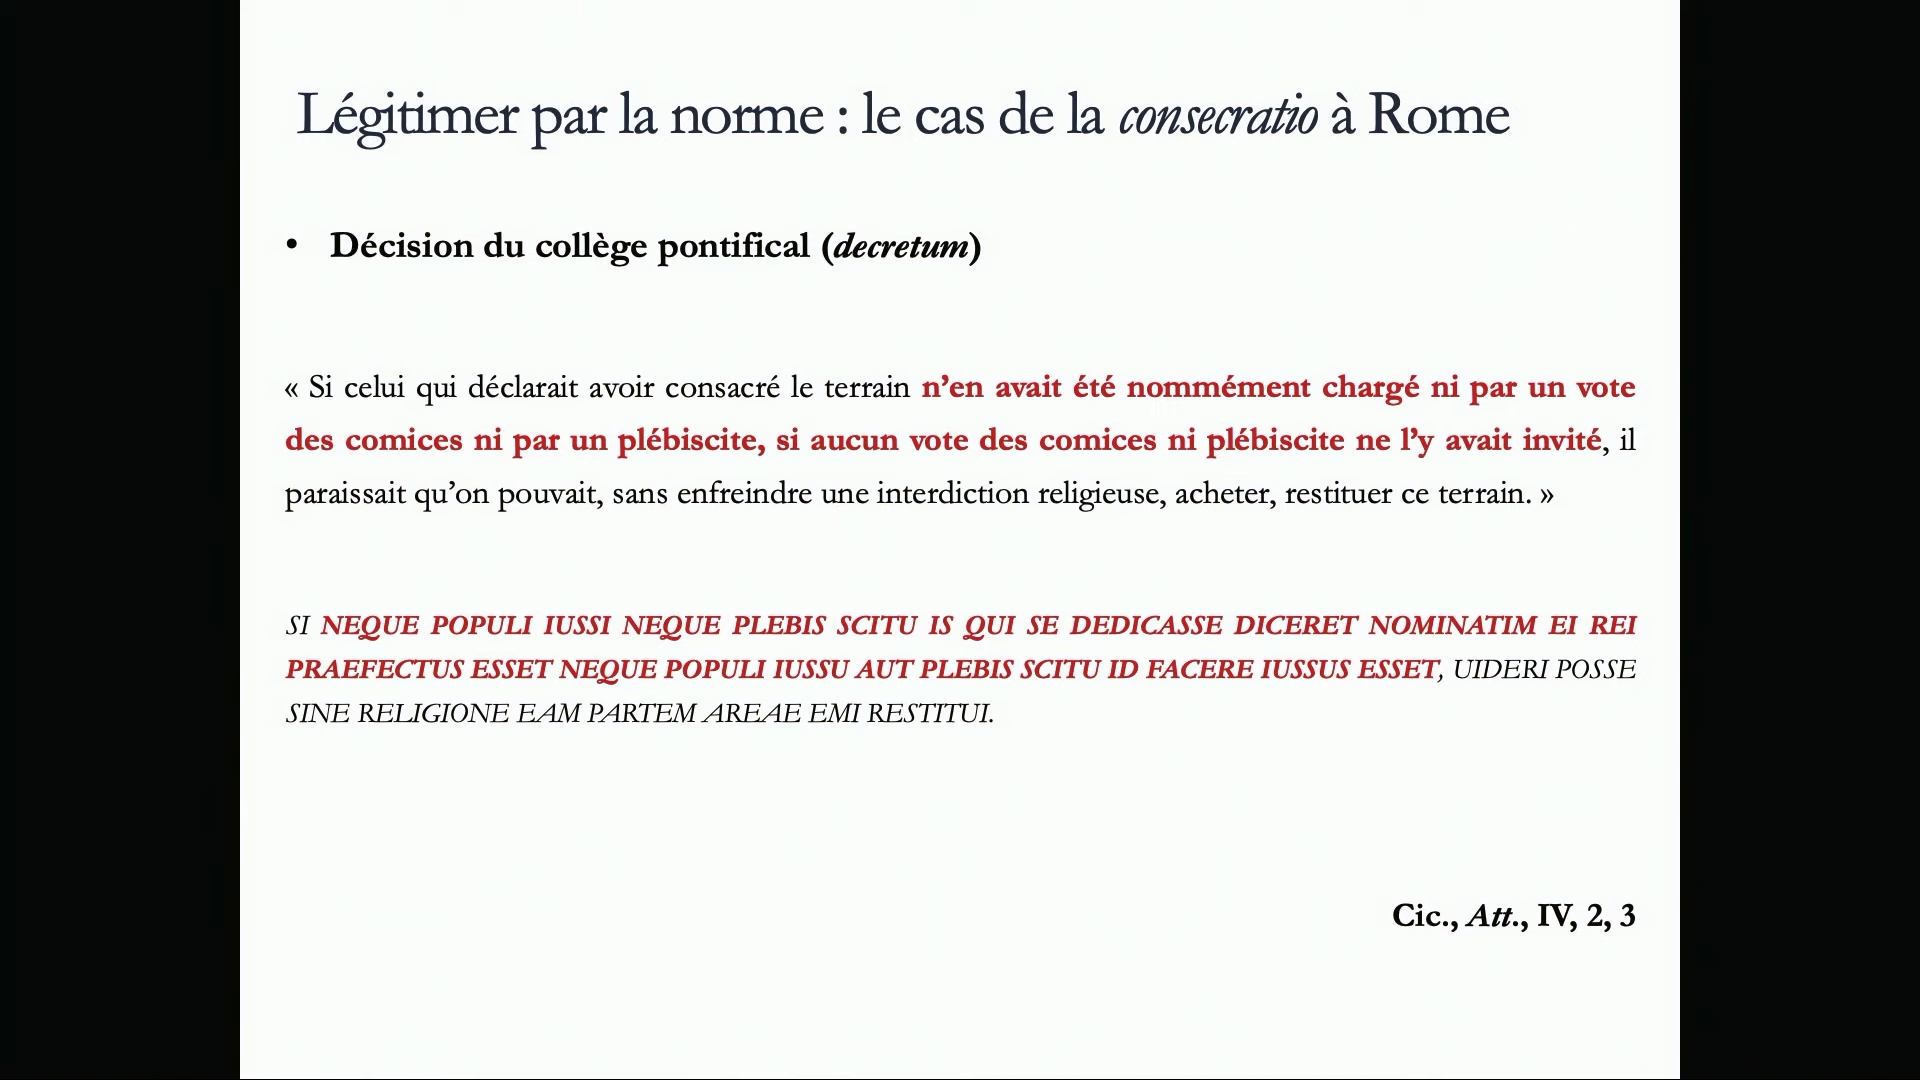 Légitimer par la norme : le cas de la consecratio à Rome
• Décision du collège pontifical (decretum)
« Si celui qui déclarait avoir consacré le terrain n’en avait été nommément chargé ni par un vote
des comices ni par un plébiscite, si aucun vote des comices ni plébiscite ne l’y avait invité, il
paraissait qu’on pouvait, sans enfreindre une interdiction religieuse, acheter, restituer ce terrain. »
SI NEQUE POPULI IUSSI NEQUE PLEBIS SCITU IS QUI SE DEDICASSE DICERET NOMINATIM EI REI
PRAEFECTUS ESSET NEQUE POPULI IUSSU AUT PLEBIS SCITU ID FACERE IUSSUS ESSET, UIDERI POSSE
SINE RELIGIONE EAM PARTEM AREAE EMI RESTITUI.
Cic., Att., IV, 2, 3